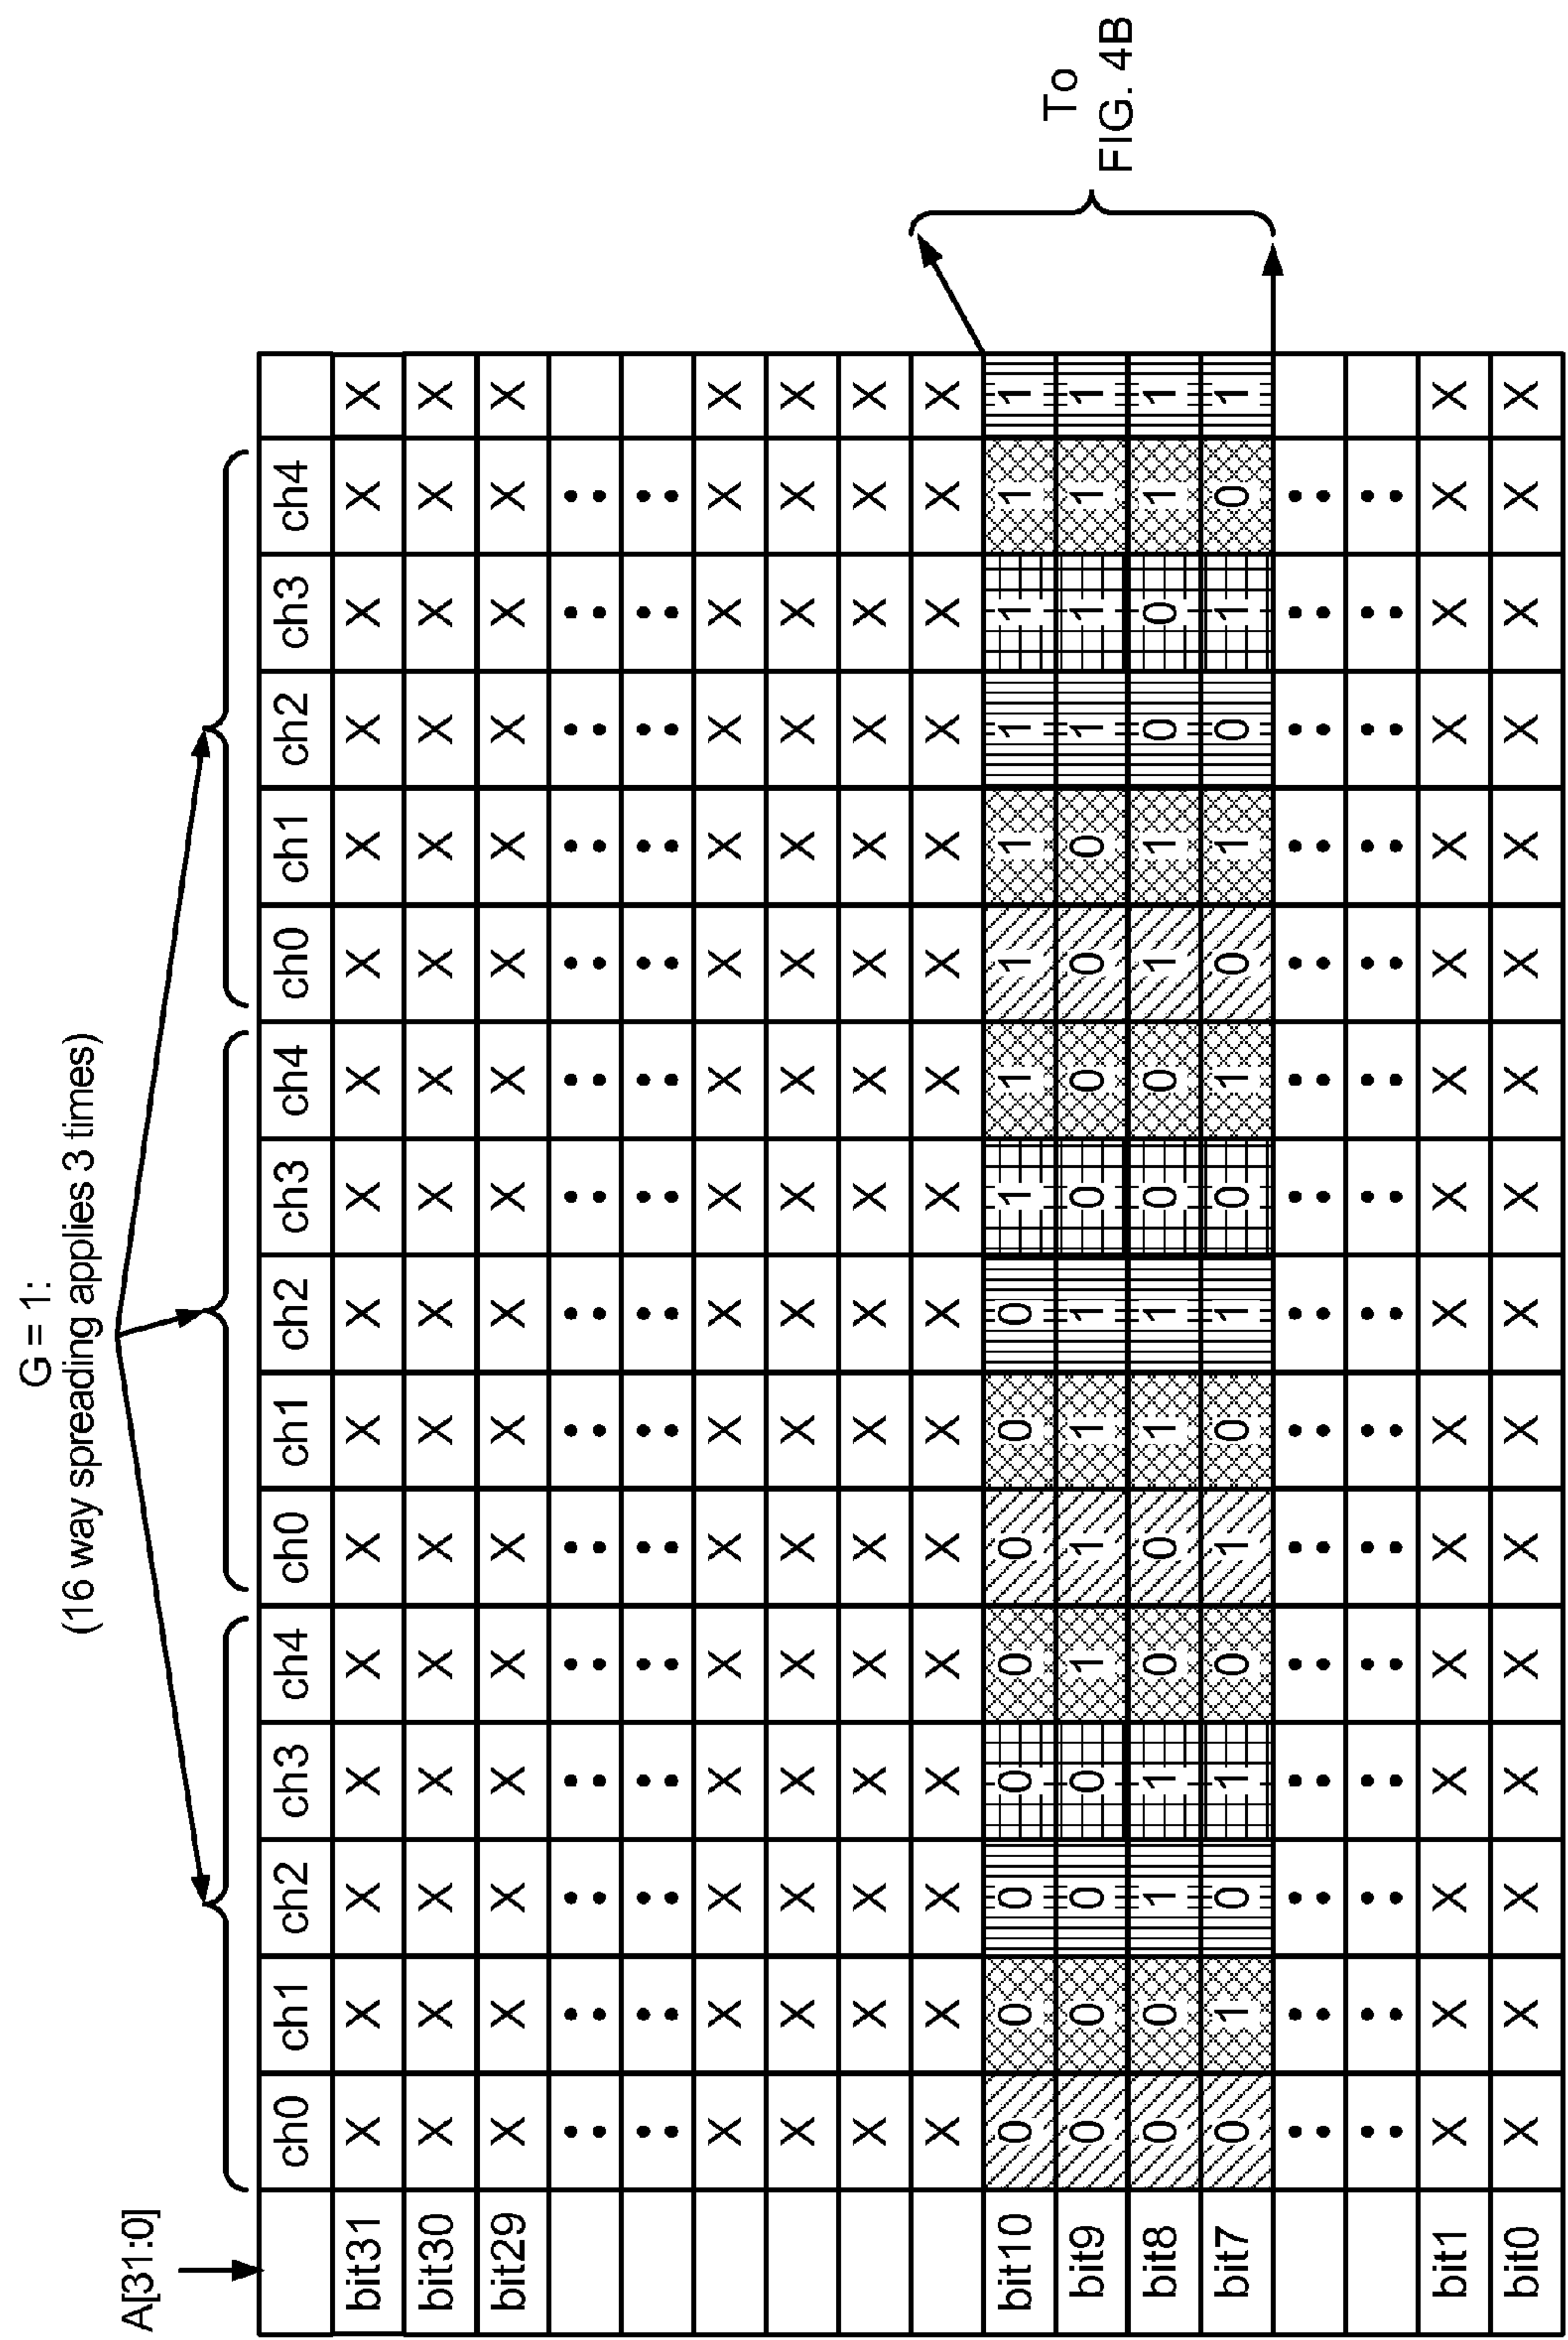 G = 1:
(16 way spreading applies 3 times)
A[31:0]
ch0 ch1 ch2 ch3 ch4 ch0 ch1 ch2 ch3 ch4 ch0 ch1 ch2 ch3 ch4
bit31 X X X X X X X X X X X X X X X X
bit30 X X X X X X X X X X X X X X X X
bit29 X X X X X X X X X X X X X X X X
X X X X X X X X X X X X X X X X
X X X X X X X X X X X X X X X X
X X X X X X X X X X X X X X X X
X X X X X X X X X X X X X X X X
bit10 0 0 0 0 0 0 0 0 1 1 1 1 1 1 1 1
bit9 0 0 0 0 1 1 1 1 0 0 0 0 1 1 1 1
bit8 0 0 1 1 0 0 1 1 0 0 1 1 0 0 1 1
bit7 0 1 0 1 0 1 0 1 0 1 0 1 0 1 0 1
bit1 X X X X X X X X X X X X X X X X
bit0 X X X X X X X X X X X X X X X X
To
FIG. 4B